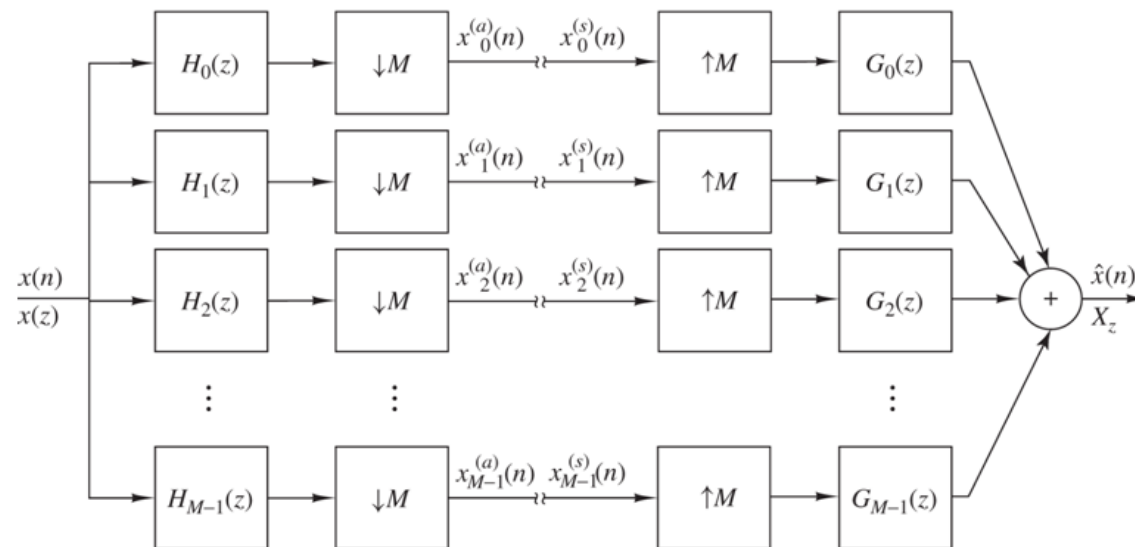 H_0(z) ↓M x_0^{(a)}(n) x_0^{(s)}(n) ↑M G_0(z)
H_1(z) ↓M x_1^{(a)}(n) x_1^{(s)}(n) ↑M G_1(z)
x(n)
x(z)
H_2(z) ↓M x_2^{(a)}(n) x_2^{(s)}(n) ↑M G_2(z) +
x̂(n)
X_z
⋮ ⋮ ⋮
H_{M–1}(z) ↓M x_{M–1}^{(a)}(n) x_{M–1}^{(s)}(n) ↑M G_{M–1}(z)